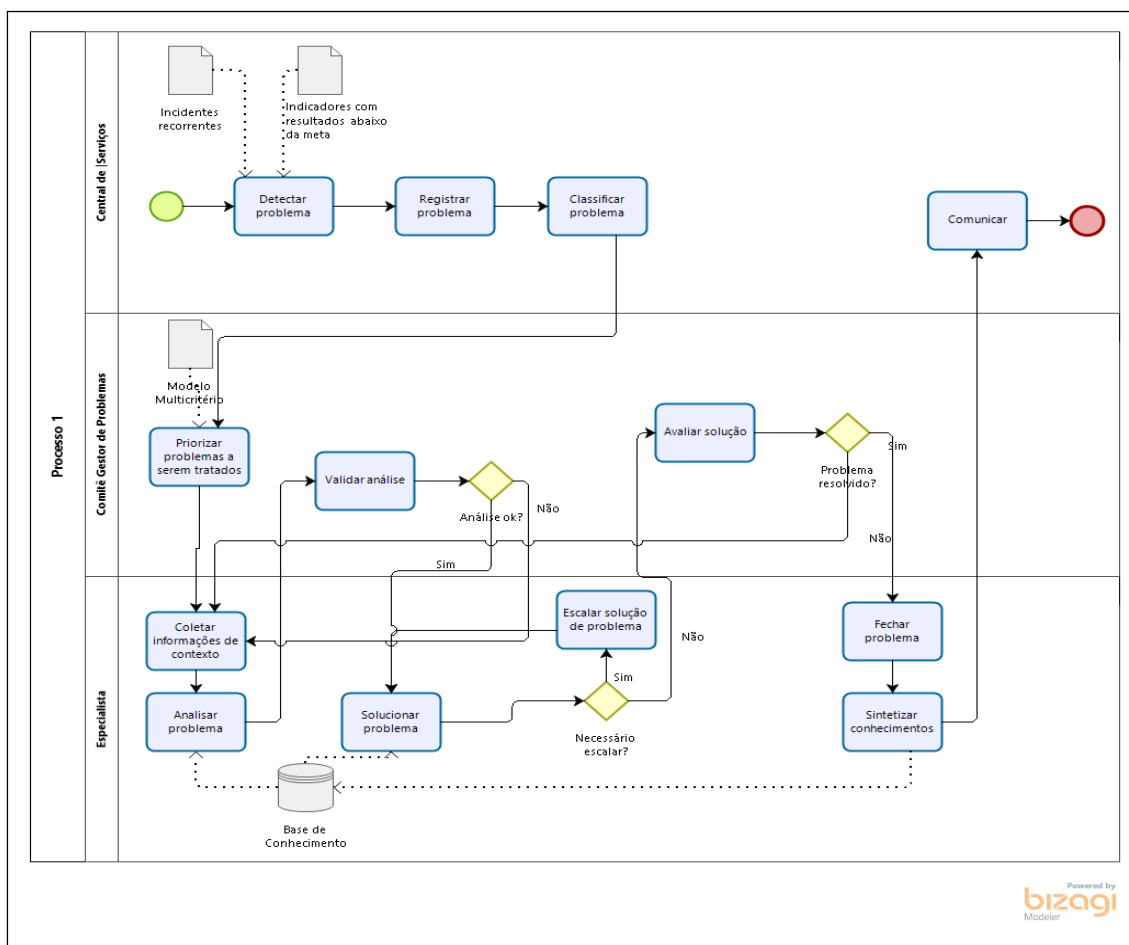 Processo 1
Central de |Serviços
Incidentes
recorrentes
Indicadores com
resultados abaixo
da meta
Detectar
problema
Registrar
problema
Classificar
problema
Comunicar
Comitê Gestor de Problemas
Modelo
Multicritério
Priorizar
problemas a
serem tratados
Validar análise
Análise ok?
Não
Sim
Avaliar solução
Problema
resolvido?
Sim
Não
Especialista
Coletar
informações de
contexto
Analisar
problema
Solucionar
problema
Escalar solução
de problema
Sim
Não
Necessário
escalar?
Fechar
problema
Sintetizar
conhecimentos
Base de
Conhecimento
Powered by
bizagi
Modeler